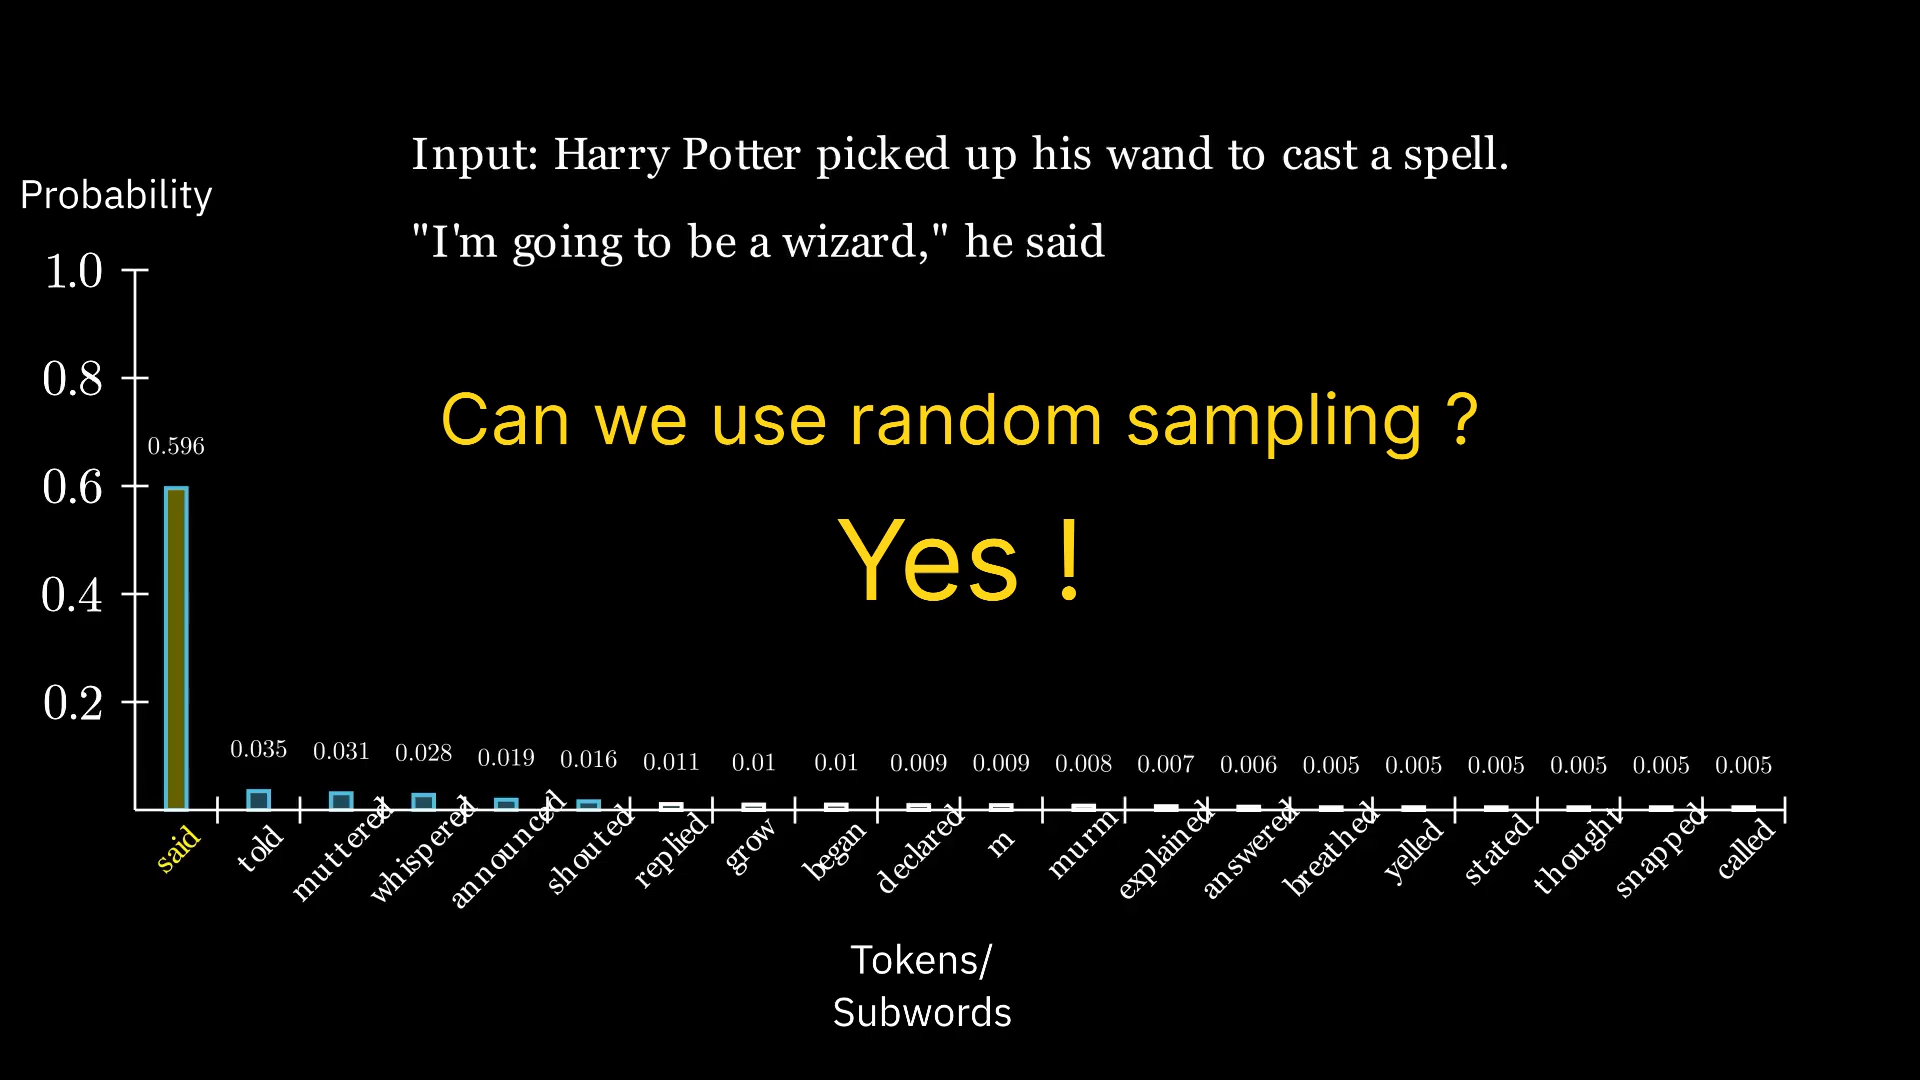 Input: Harry Potter picked up his wand to cast a spell.
"I'm going to be a wizard," he said
Probability
1.0
0.8
0.6
0.4
0.2
Can we use random sampling ?
Yes !
0.596
0.035
0.031
0.028
0.019
0.016
0.011
0.01
0.01
0.009
0.009
0.008
0.007
0.006
0.005
0.005
0.005
0.005
0.005
0.005
said
told
muttered
whispered
announced
shouted
replied
grow
began
declared
m
murm
explained
answered
breathed
yelled
stated
thought
snapped
called
Tokens/
Subwords